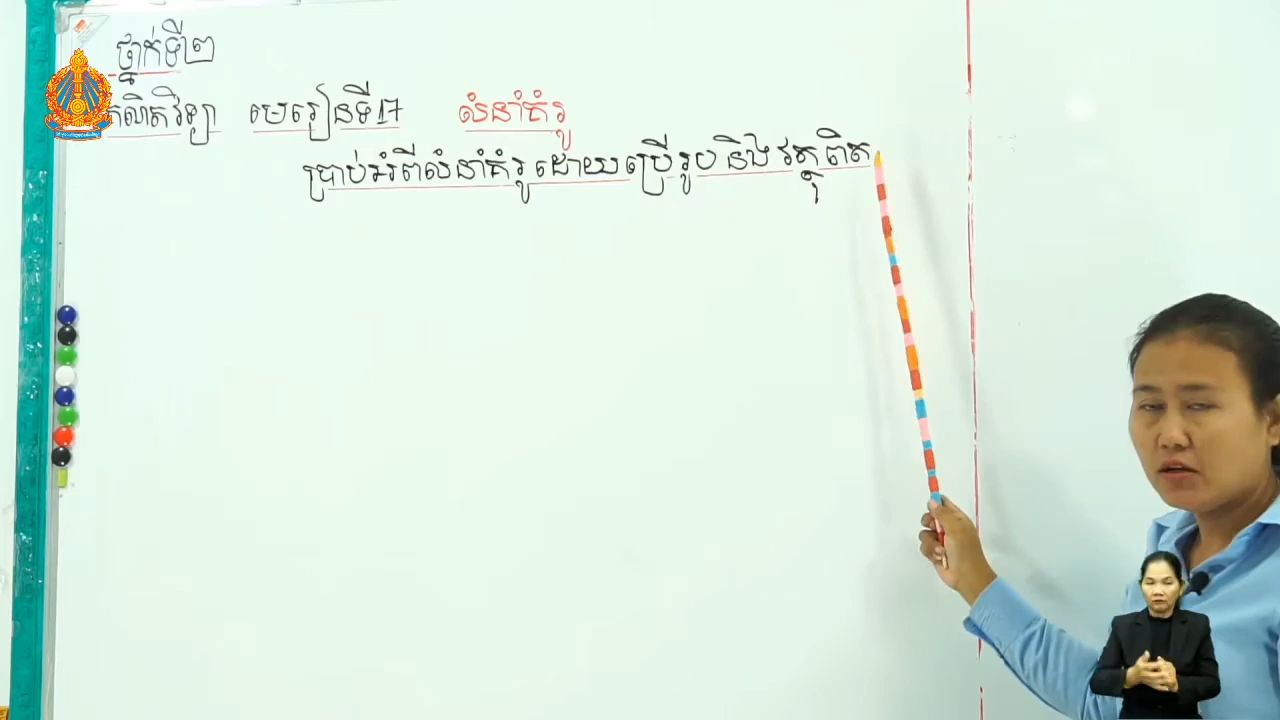 ថ្នាក់ទី២
គណិតវិទ្យា មេរៀនទី17 លំនាំគំរូ
ប្រាប់អំពីលំនាំគំរូ ដោយប្រើ រូប និង វត្ថុ ពិត